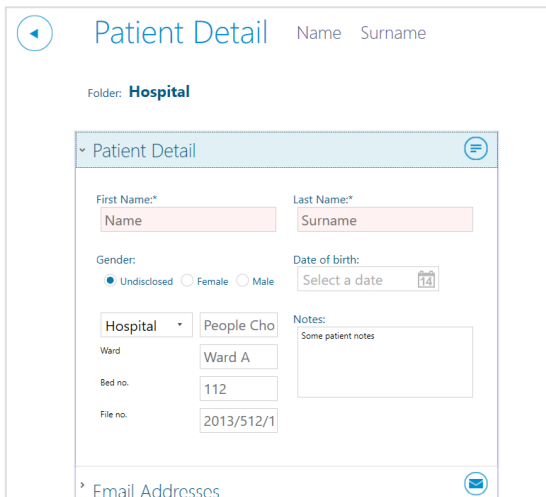 Patient Detail Name Surname
Folder: Hospital
Patient Detail
First Name:* Last Name:*
Name Surname
Gender: Date of birth:
Undisclosed Female Male Select a date 14
Hospital People Cho Notes:
Some patient notes
Ward Ward A
Bed no. 112
File no. 2013/512/1
Email Addresses